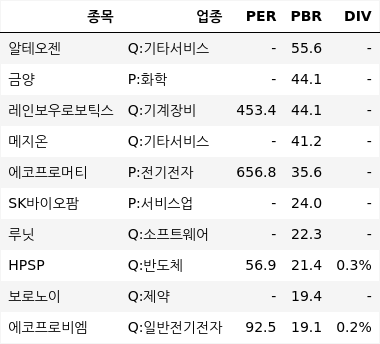 종목 업종 PER PBR DIV
알테오젠 Q:기타서비스 - 55.6 -
금양 P:화학 - 44.1 -
레인보우로보틱스 Q:기계장비 453.4 44.1 -
메지온 Q:기타서비스 - 41.2 -
에코프로머티 P:전기전자 656.8 35.6 -
SK바이오팜 P:서비스업 - 24.0 -
루닛 Q:소프트웨어 - 22.3 -
HPSP Q:반도체 56.9 21.4 0.3%
보로노이 Q:제약 - 19.4 -
에코프로비엠 Q:일반전기전자 92.5 19.1 0.2%